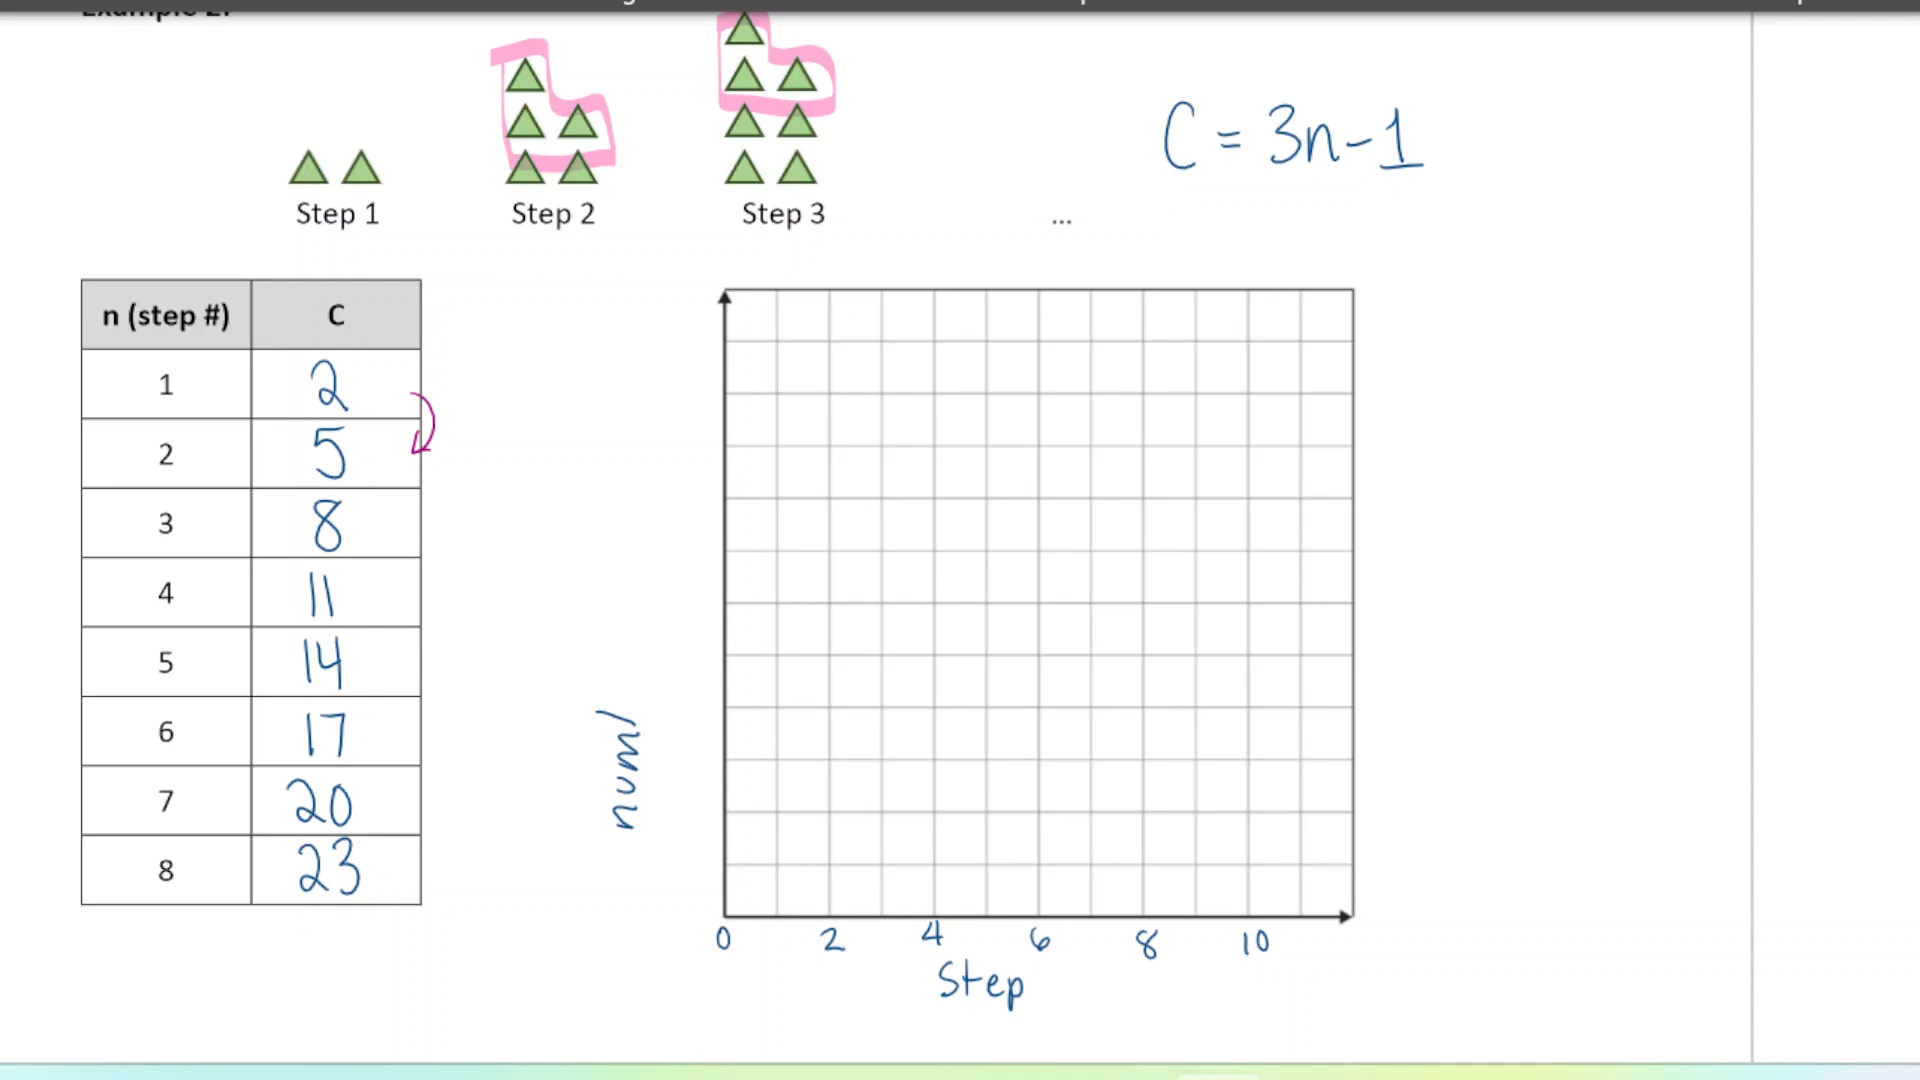 C = 3n - 1
Step 1 Step 2 Step 3 ...
n (step #) C
1 2
2 5
3 8
4 11
5 14
6 17
7 20
8 23
num
0 2 4 6 8 10
Step